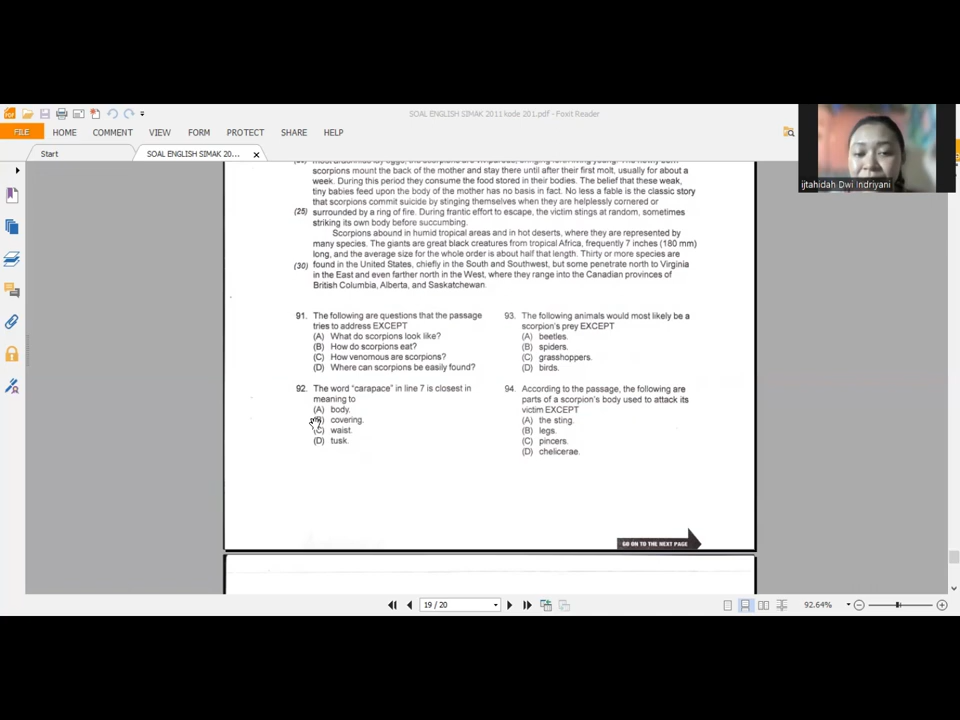 SOAL ENGLISH SIMAK 2011 kode 201.pdf - Foxit Reader
FILE HOME COMMENT VIEW FORM PROTECT SHARE HELP
Start SOAL ENGLISH SIMAK 20...
ijtahidah Dwi Indriyani
scorpions mount the back of the mother and stay there until after their first molt, usually for about a
week. During this period they consume the food stored in their bodies. The belief that these weak,
tiny babies feed upon the body of the mother has no basis in fact. No less a fable is the classic story
that scorpions commit suicide by stinging themselves when they are helplessly cornered or
(25) surrounded by a ring of fire. During frantic effort to escape, the victim stings at random, sometimes
striking its own body before succumbing.
Scorpions abound in humid tropical areas and in hot deserts, where they are represented by
many species. The giants are great black creatures from tropical Africa, frequently 7 inches (180 mm)
long, and the average size for the whole order is about half that length. Thirty or more species are
(30) found in the United States, chiefly in the South and Southwest, but some penetrate north to Virginia
in the East and even farther north in the West, where they range into the Canadian provinces of
British Columbia, Alberta, and Saskatchewan.
91. The following are questions that the passage
tries to address EXCEPT
(A) What do scorpions look like?
(B) How do scorpions eat?
(C) How venomous are scorpions?
(D) Where can scorpions be easily found?
92. The word "carapace" in line 7 is closest in
meaning to
(A) body.
(B) covering.
(C) waist.
(D) tusk.
93. The following animals would most likely be a
scorpion's prey EXCEPT
(A) beetles.
(B) spiders.
(C) grasshoppers.
(D) birds.
94. According to the passage, the following are
parts of a scorpion's body used to attack its
victim EXCEPT
(A) the sting.
(B) legs.
(C) pincers.
(D) chelicerae.
GO ON TO THE NEXT PAGE
19 / 20
92.64%